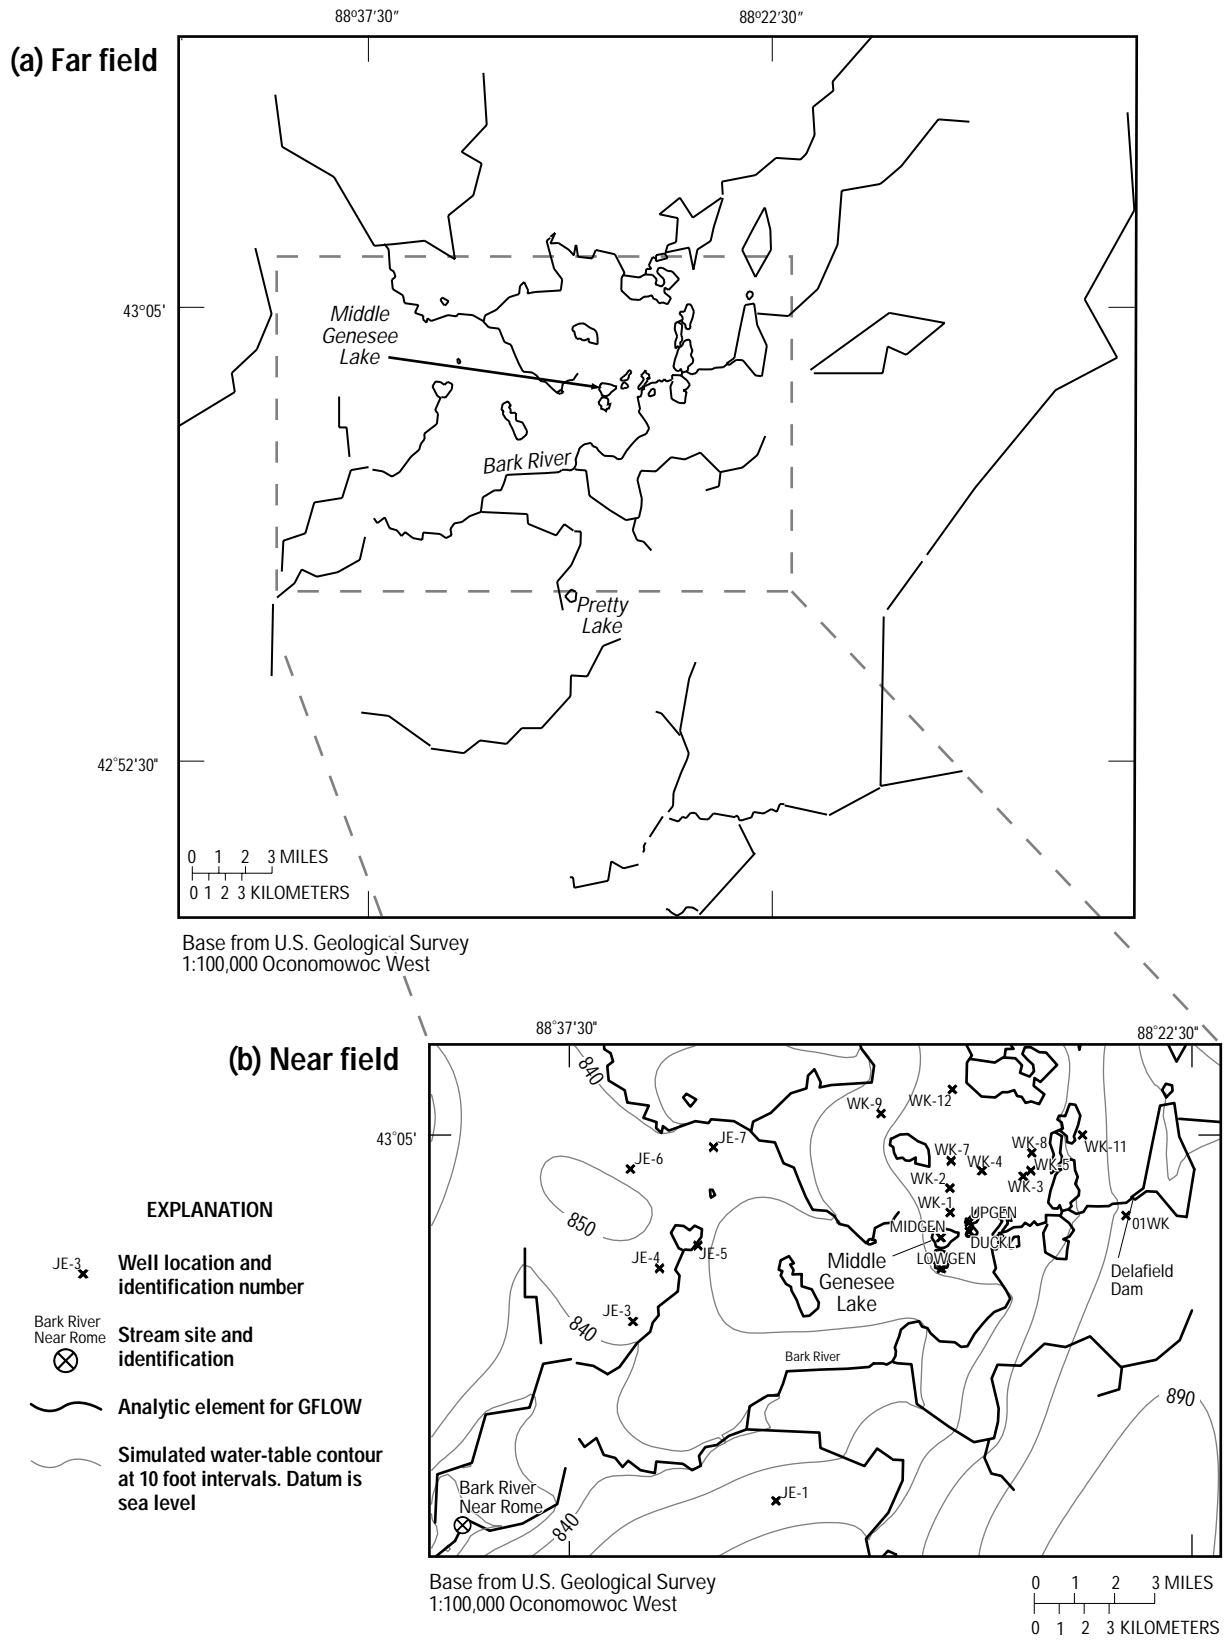 88°37'30"
88°22'30"
(a) Far field
43°05'
Middle
Genesee
Lake
Bark River
Pretty
Lake
42°52'30"
0 1 2 3 MILES
0 1 2 3 KILOMETERS
Base from U.S. Geological Survey
1:100,000 Oconomowoc West
88°37'30"
88°22'30"
(b) Near field
43°05'
840
WK-9
WK-12
JE-7
JE-6
WK-7
WK-4
WK-8
WK-5
WK-11
WK-3
WK-2
WK-1
UPGEN
MIDGEN
DUCKL
LOWGEN
01WK
850
JE-5
JE-4
JE-3
840
Middle
Genesee
Lake
Delafield
Dam
Bark River
890
JE-1
Bark River
Near Rome
840
EXPLANATION
JE-3
Well location and
identification number
Bark River
Near Rome
Stream site and
identification
Analytic element for GFLOW
Simulated water-table contour
at 10 foot intervals. Datum is
sea level
Base from U.S. Geological Survey
1:100,000 Oconomowoc West
0 1 2 3 MILES
0 1 2 3 KILOMETERS